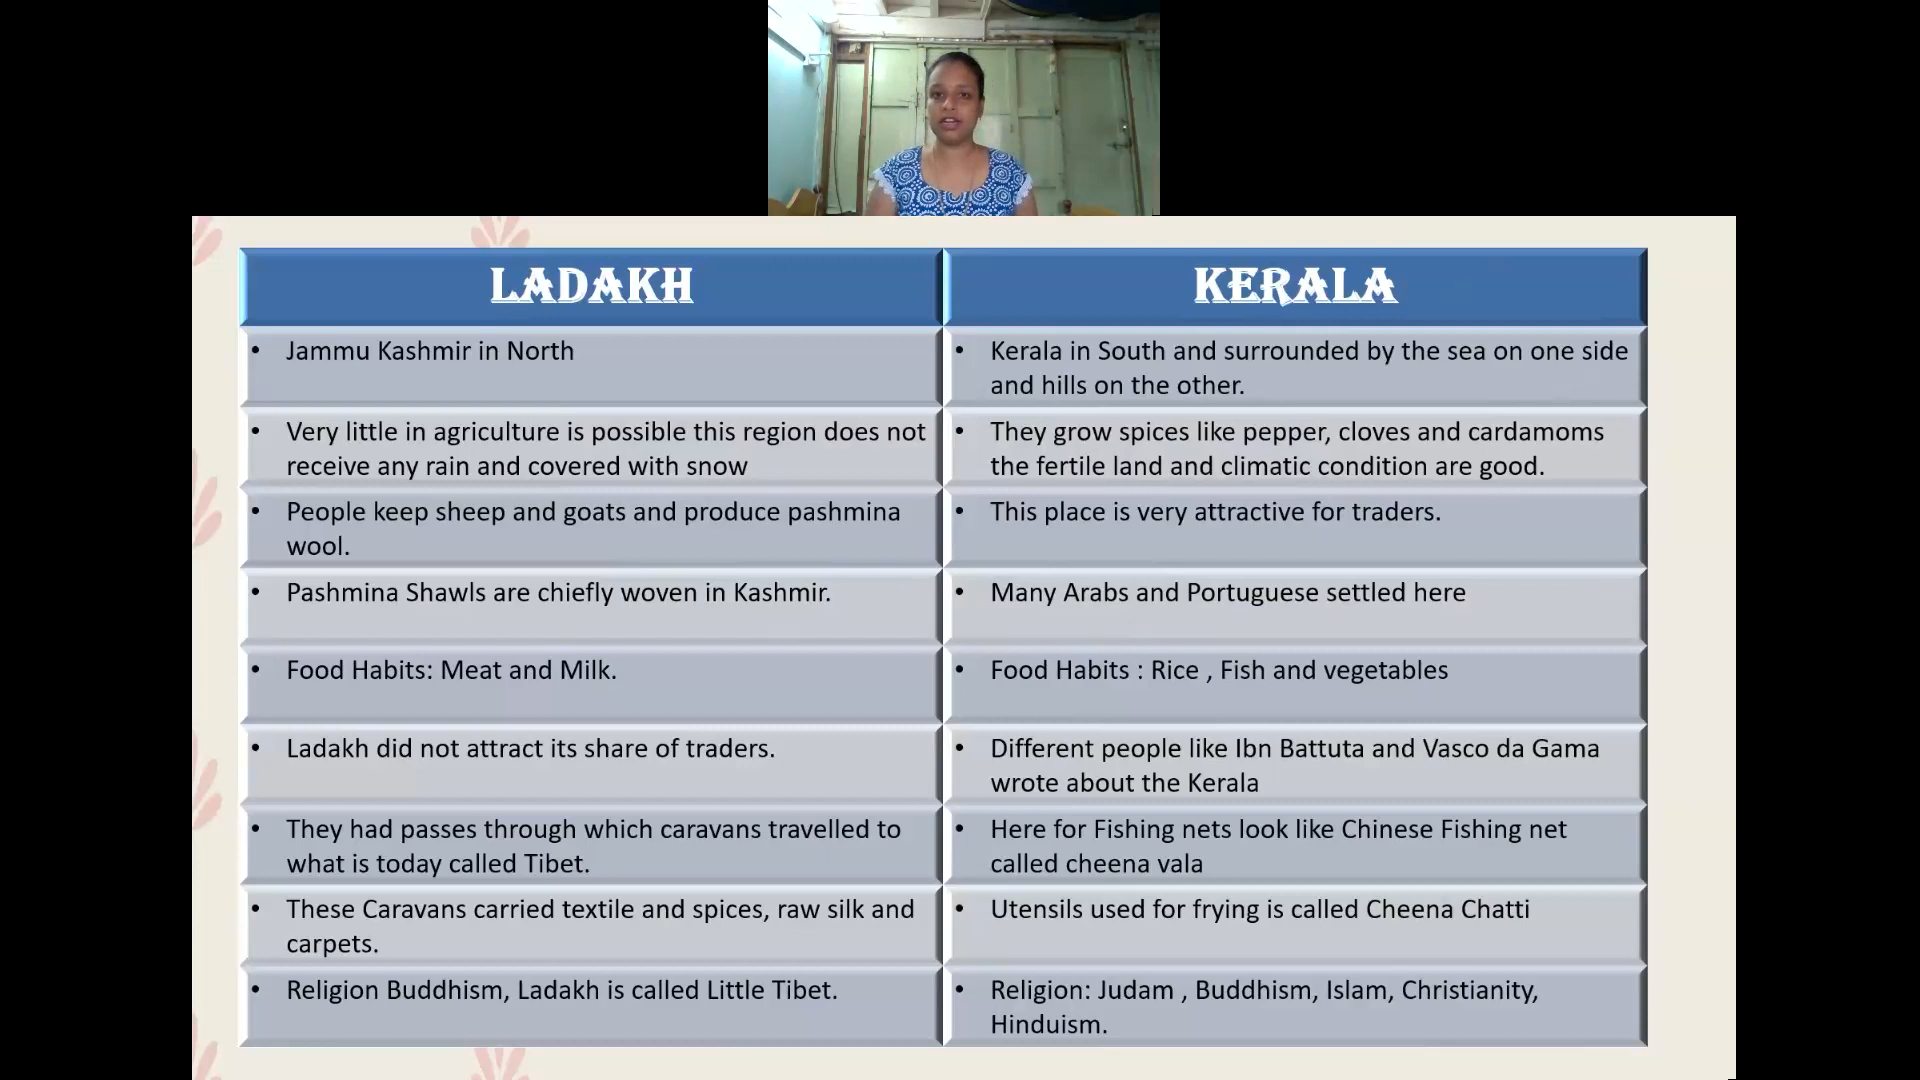 LADAKH
KERALA
• Jammu Kashmir in North
• Kerala in South and surrounded by the sea on one side
and hills on the other.
• Very little in agriculture is possible this region does not
receive any rain and covered with snow
• They grow spices like pepper, cloves and cardamoms
the fertile land and climatic condition are good.
• People keep sheep and goats and produce pashmina
wool.
• This place is very attractive for traders.
• Pashmina Shawls are chiefly woven in Kashmir.
• Many Arabs and Portuguese settled here
• Food Habits: Meat and Milk.
• Food Habits : Rice , Fish and vegetables
• Ladakh did not attract its share of traders.
• Different people like Ibn Battuta and Vasco da Gama
wrote about the Kerala
• They had passes through which caravans travelled to
what is today called Tibet.
• Here for Fishing nets look like Chinese Fishing net
called cheena vala
• These Caravans carried textile and spices, raw silk and
carpets.
• Utensils used for frying is called Cheena Chatti
• Religion Buddhism, Ladakh is called Little Tibet.
• Religion: Judam , Buddhism, Islam, Christianity,
Hinduism.